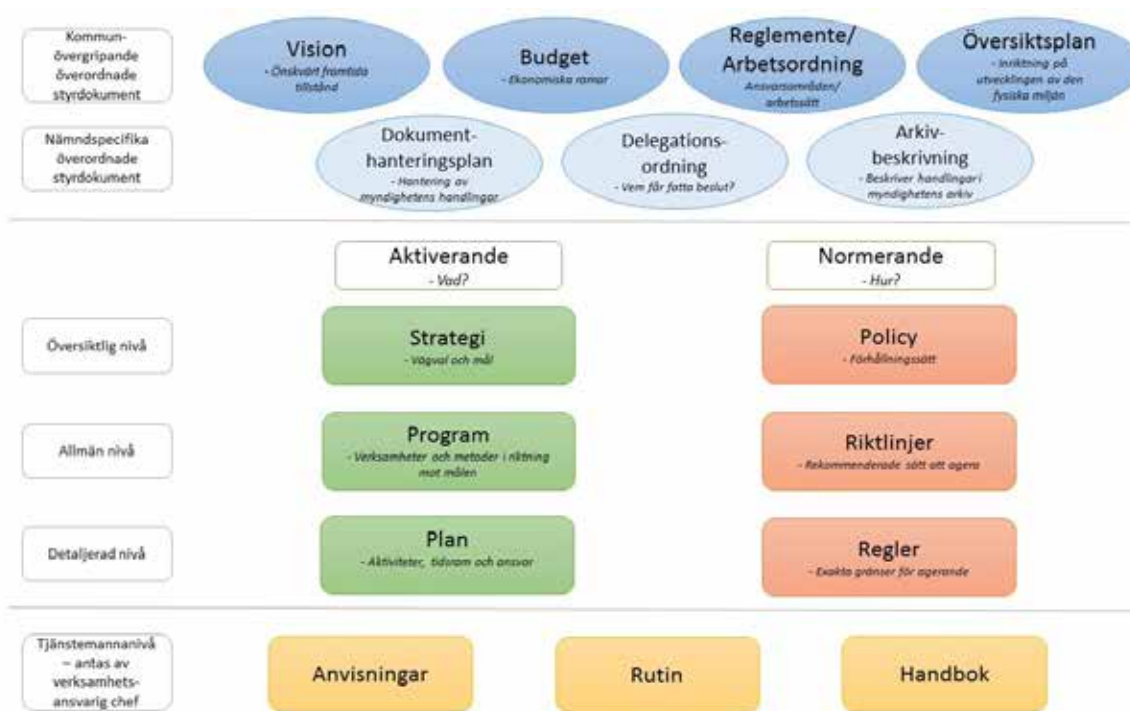 Kommun-
övergripande
överordnade
styrdokument
Vision
- Önskvärt framtida
tillstånd
Budget
- Ekonomiska ramar
Reglemente/
Arbetsordning
Ansvarsområden/
arbetssätt
Översiktsplan
- Inriktning på
utvecklingen av den
fysiska miljön
Nämndspecifika
överordnade
styrdokument
Dokument-
hanteringsplan
- Hantering av
myndighetens handlingar
Delegations-
ordning
- Vem får fatta beslut?
Arkiv-
beskrivning
- Beskriver handlingar i
myndighetens arkiv
Aktiverande
- Vad?
Normerande
- Hur?
Översiktlig nivå
Strategi
- Vägval och mål
Policy
- Förhållningssätt
Allmän nivå
Program
- Verksamheter och metoder i riktning
mot målen
Riktlinjer
- Rekommenderade sätt att agera
Detaljerad nivå
Plan
- Aktiviteter, tidsram och ansvar
Regler
- Exakta gränser för agerande
Tjänstemannanivå
– antas av
verksamhets-
ansvarig chef
Anvisningar
Rutin
Handbok